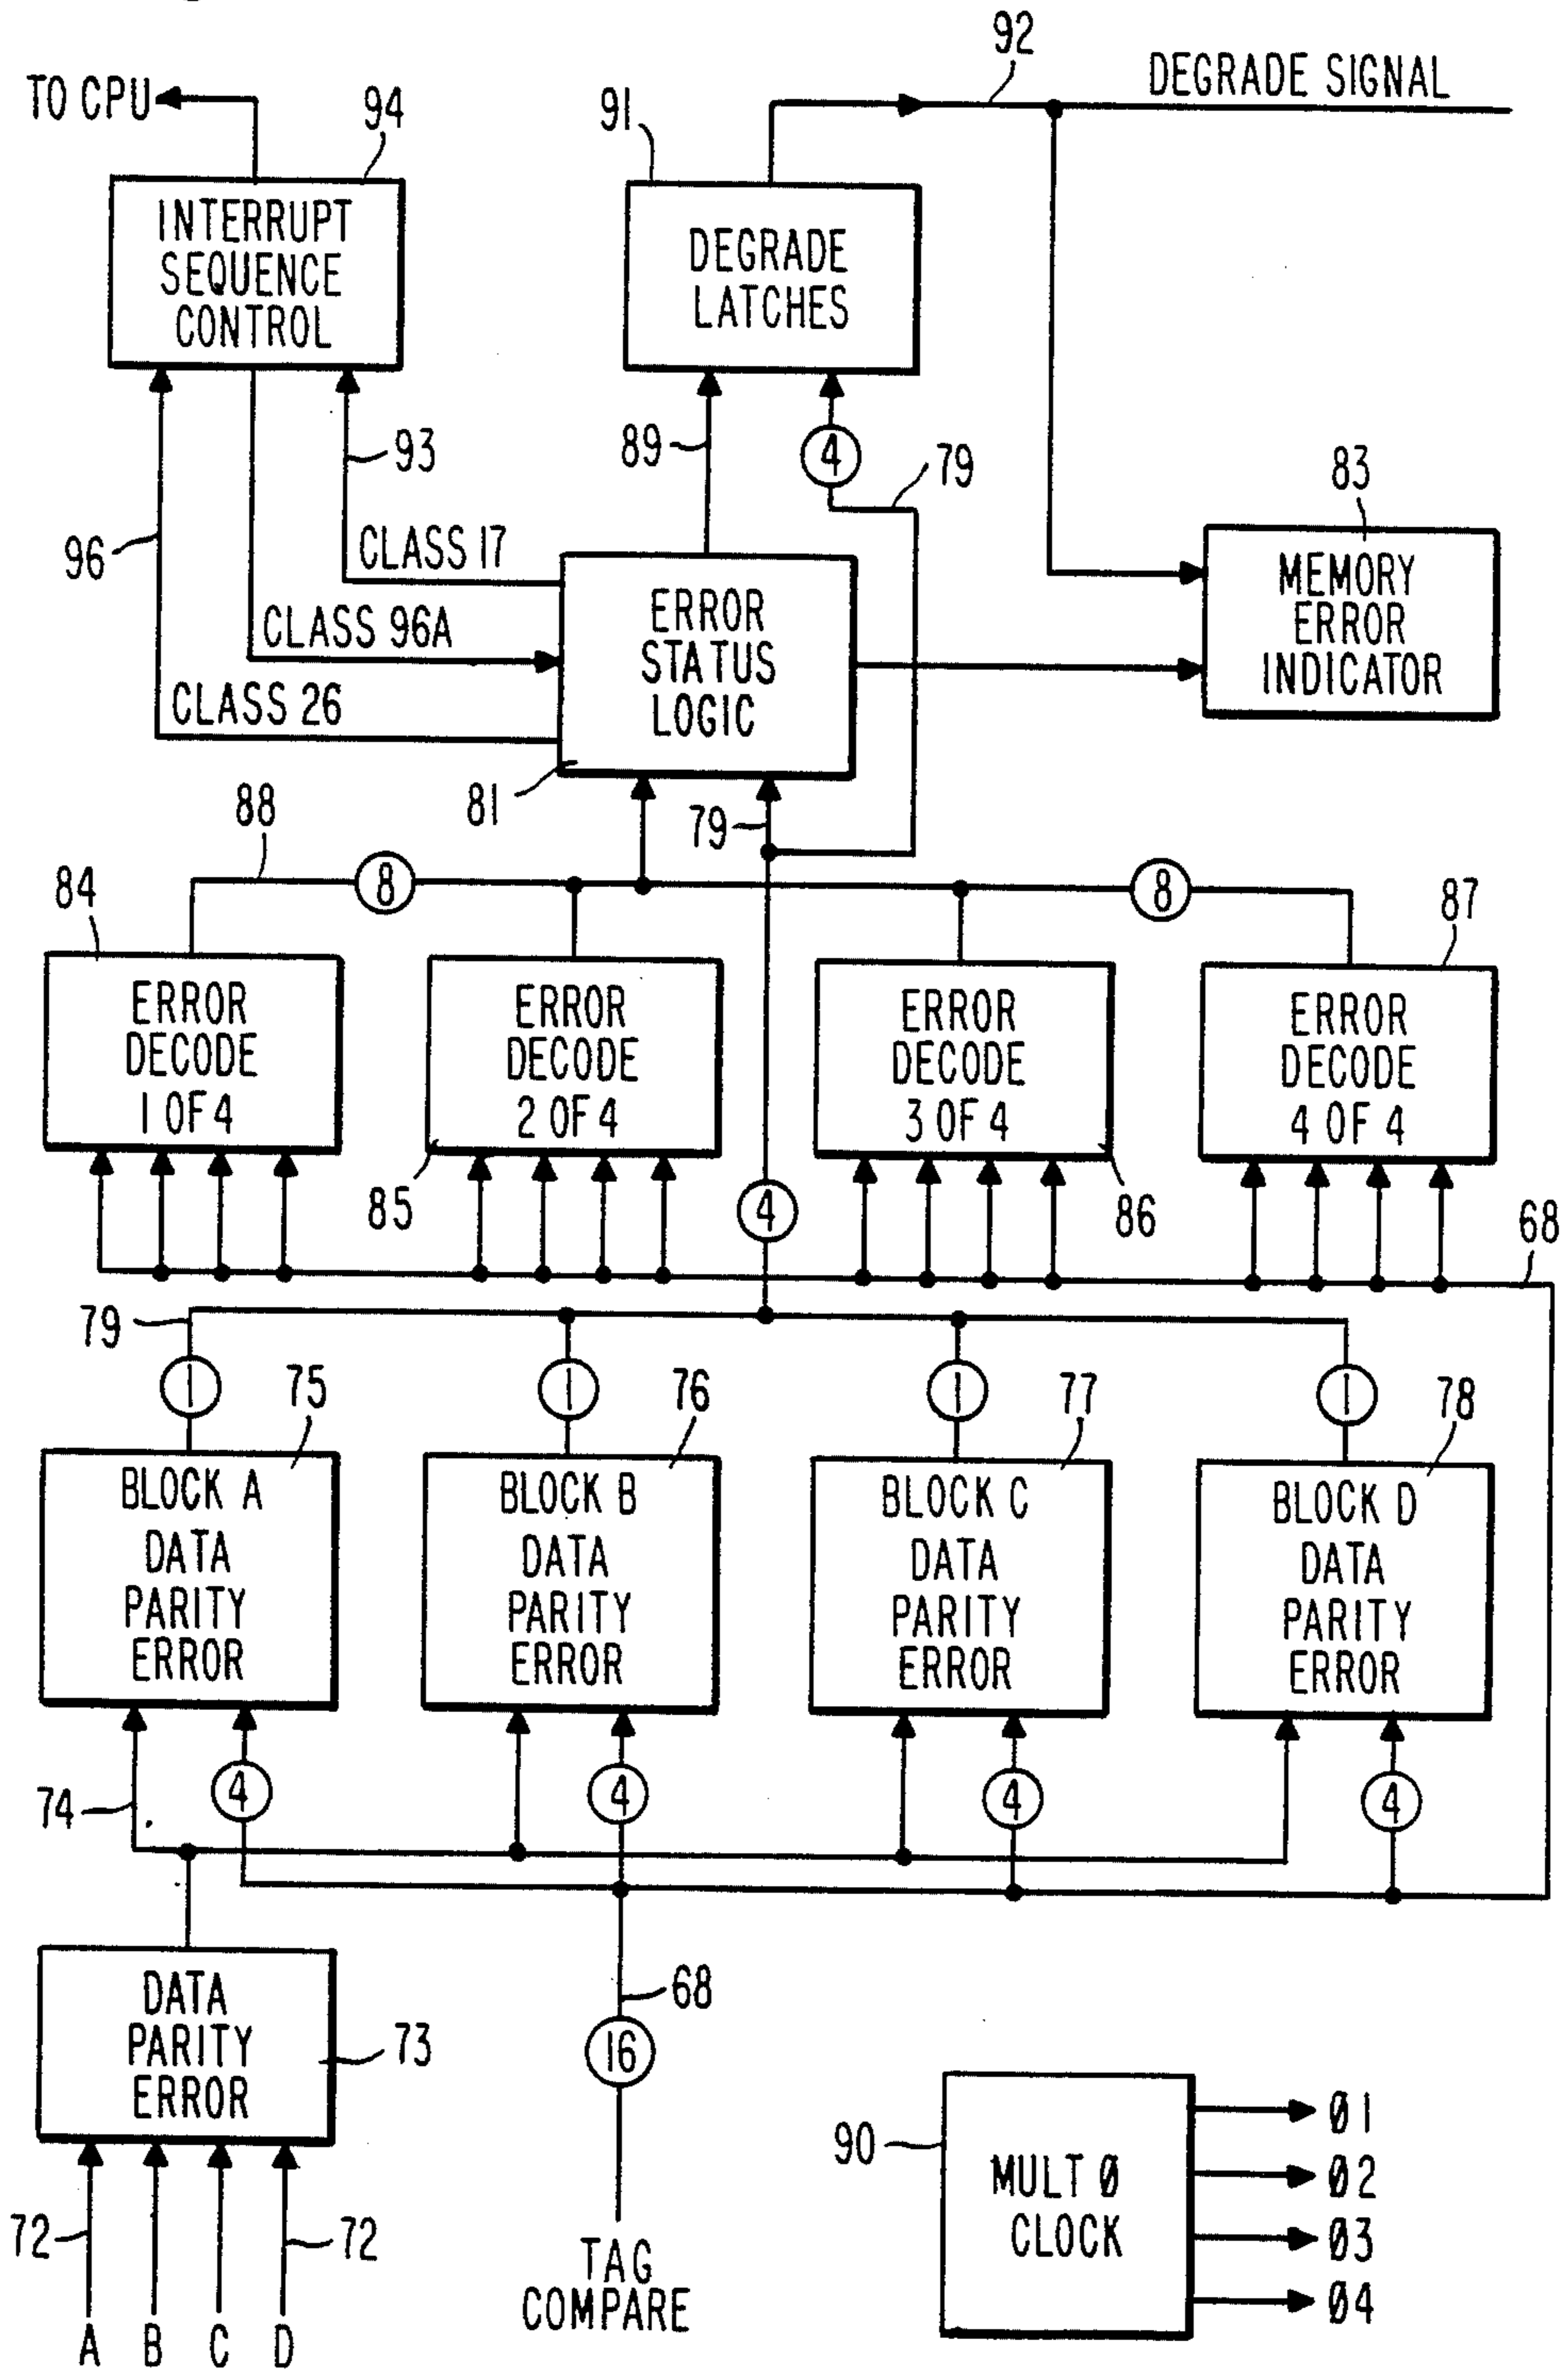 92
DEGRADE SIGNAL
TO CPU
94
91
INTERRUPT
SEQUENCE
CONTROL
DEGRADE
LATCHES
4
93
89
79
83
96
CLASS 17
CLASS 96A
CLASS 26
ERROR
STATUS
LOGIC
MEMORY
ERROR
INDICATOR
81
79
88
8
8
84
87
ERROR
DECODE
1 OF 4
ERROR
DECODE
2 OF 4
ERROR
DECODE
3 OF 4
ERROR
DECODE
4 OF 4
85
4
86
68
79
1
1
1
1
75
76
77
78
BLOCK A
DATA
PARITY
ERROR
BLOCK B
DATA
PARITY
ERROR
BLOCK C
DATA
PARITY
ERROR
BLOCK D
DATA
PARITY
ERROR
74
4
4
4
4
DATA
PARITY
ERROR
73
68
16
TAG
COMPARE
72
72
A B C D
90
MULT Ø
CLOCK
Ø1
Ø2
Ø3
Ø4